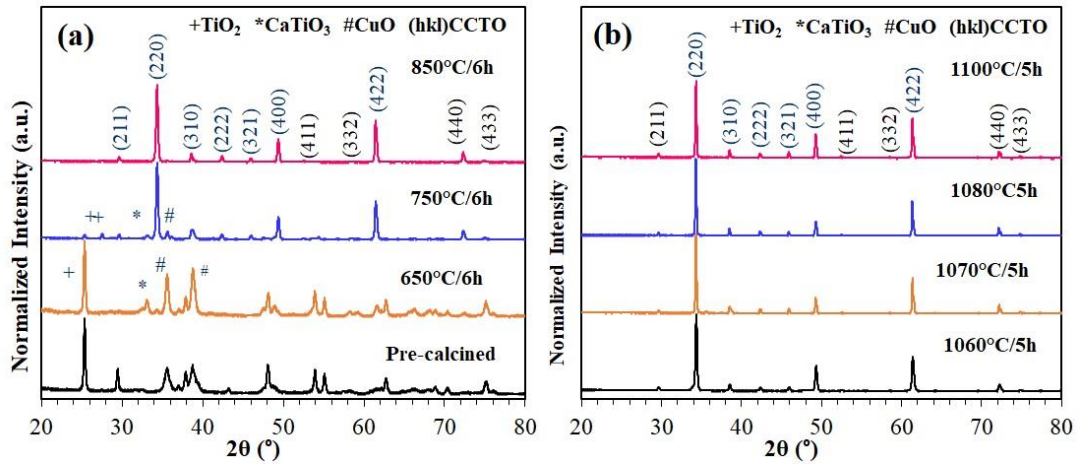 (a) +TiO₂ *CaTiO₃ #CuO (hkl)CCTO
850°C/6h
(211) (220) (310) (222) (321) (400) (411) (332) (422) (440) (433)
750°C/6h
++ * #
650°C/6h
+ * # #
Pre-calcined
20 30 40 50 60 70 80
2θ (°)
Normalized Intensity (a.u.)
(b)
+TiO₂ *CaTiO₃ #CuO (hkl)CCTO
1100°C/5h
(211) (220) (310) (222) (321) (400) (411) (332) (422) (440) (433)
1080°C5h
1070°C/5h
1060°C/5h
20 30 40 50 60 70 80
2θ (°)
Normalized Intensity (a.u.)